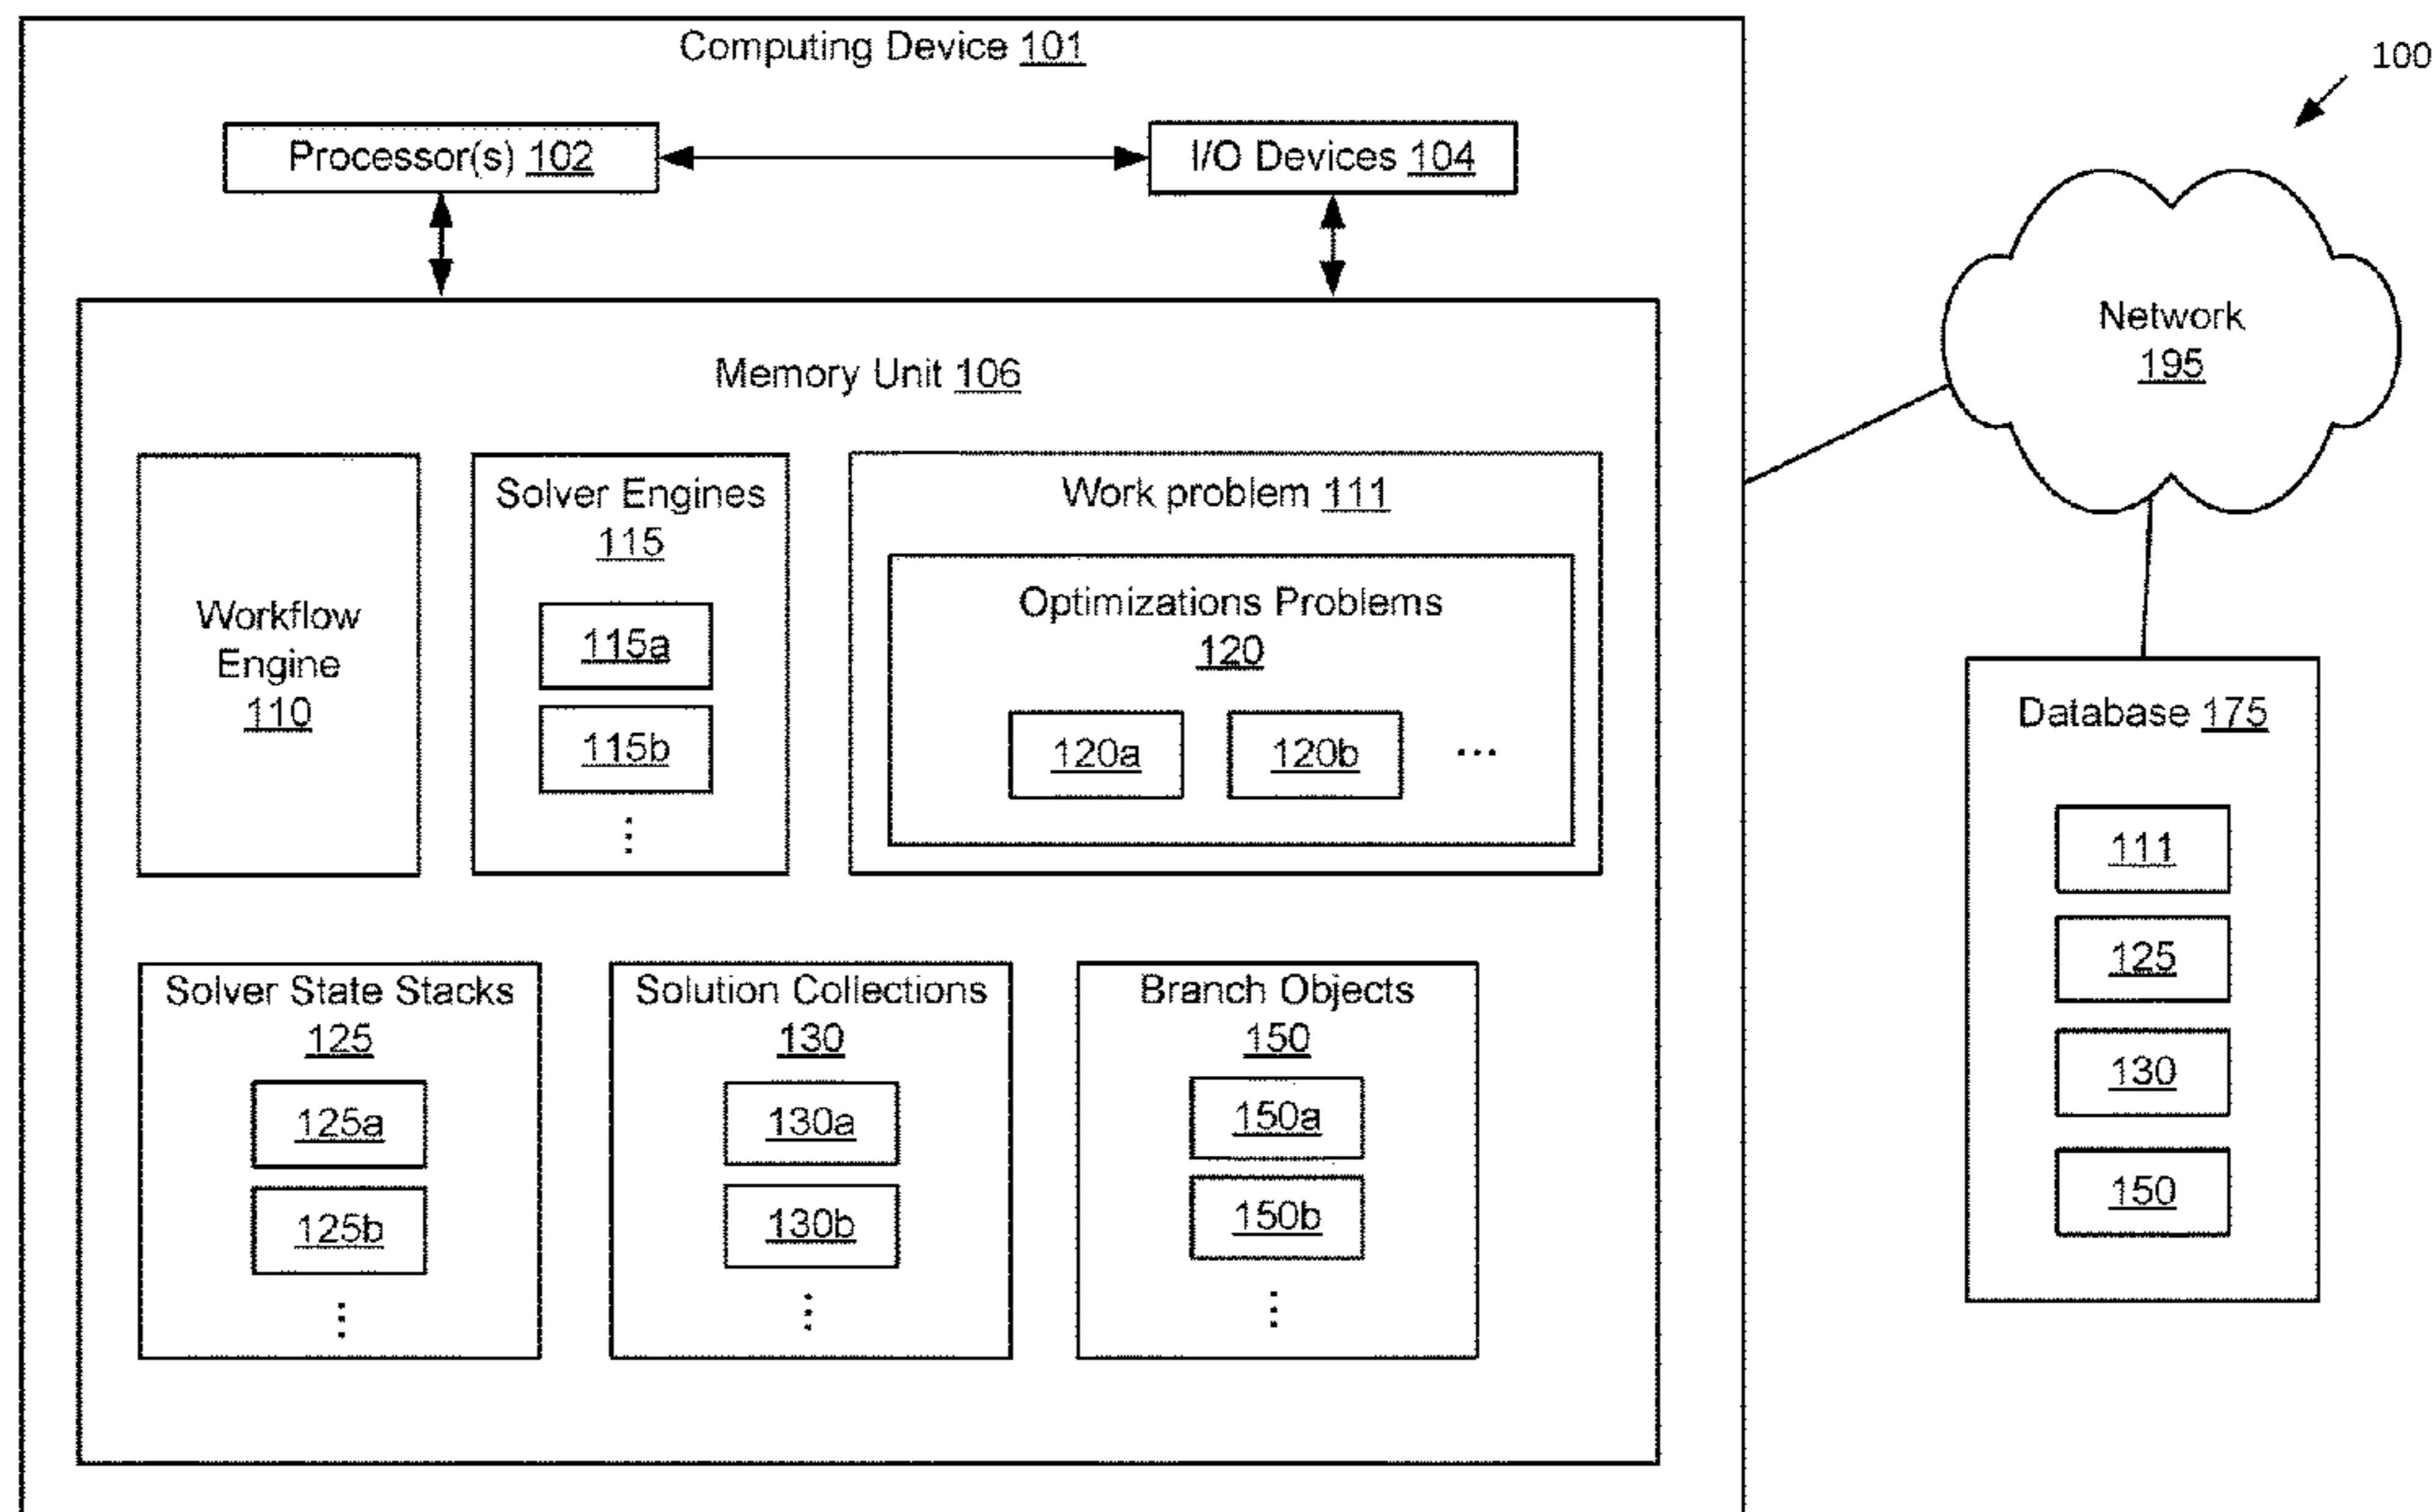 Computing Device 101
100
Processor(s) 102
I/O Devices 104
Memory Unit 106
Network
195
Workflow
Engine
110
Solver Engines
115
115a
115b
⋮
Work problem 111
Optimizations Problems
120
120a
120b
...
Solver State Stacks
125
125a
125b
⋮
Solution Collections
130
130a
130b
⋮
Branch Objects
150
150a
150b
⋮
Database 175
111
125
130
150